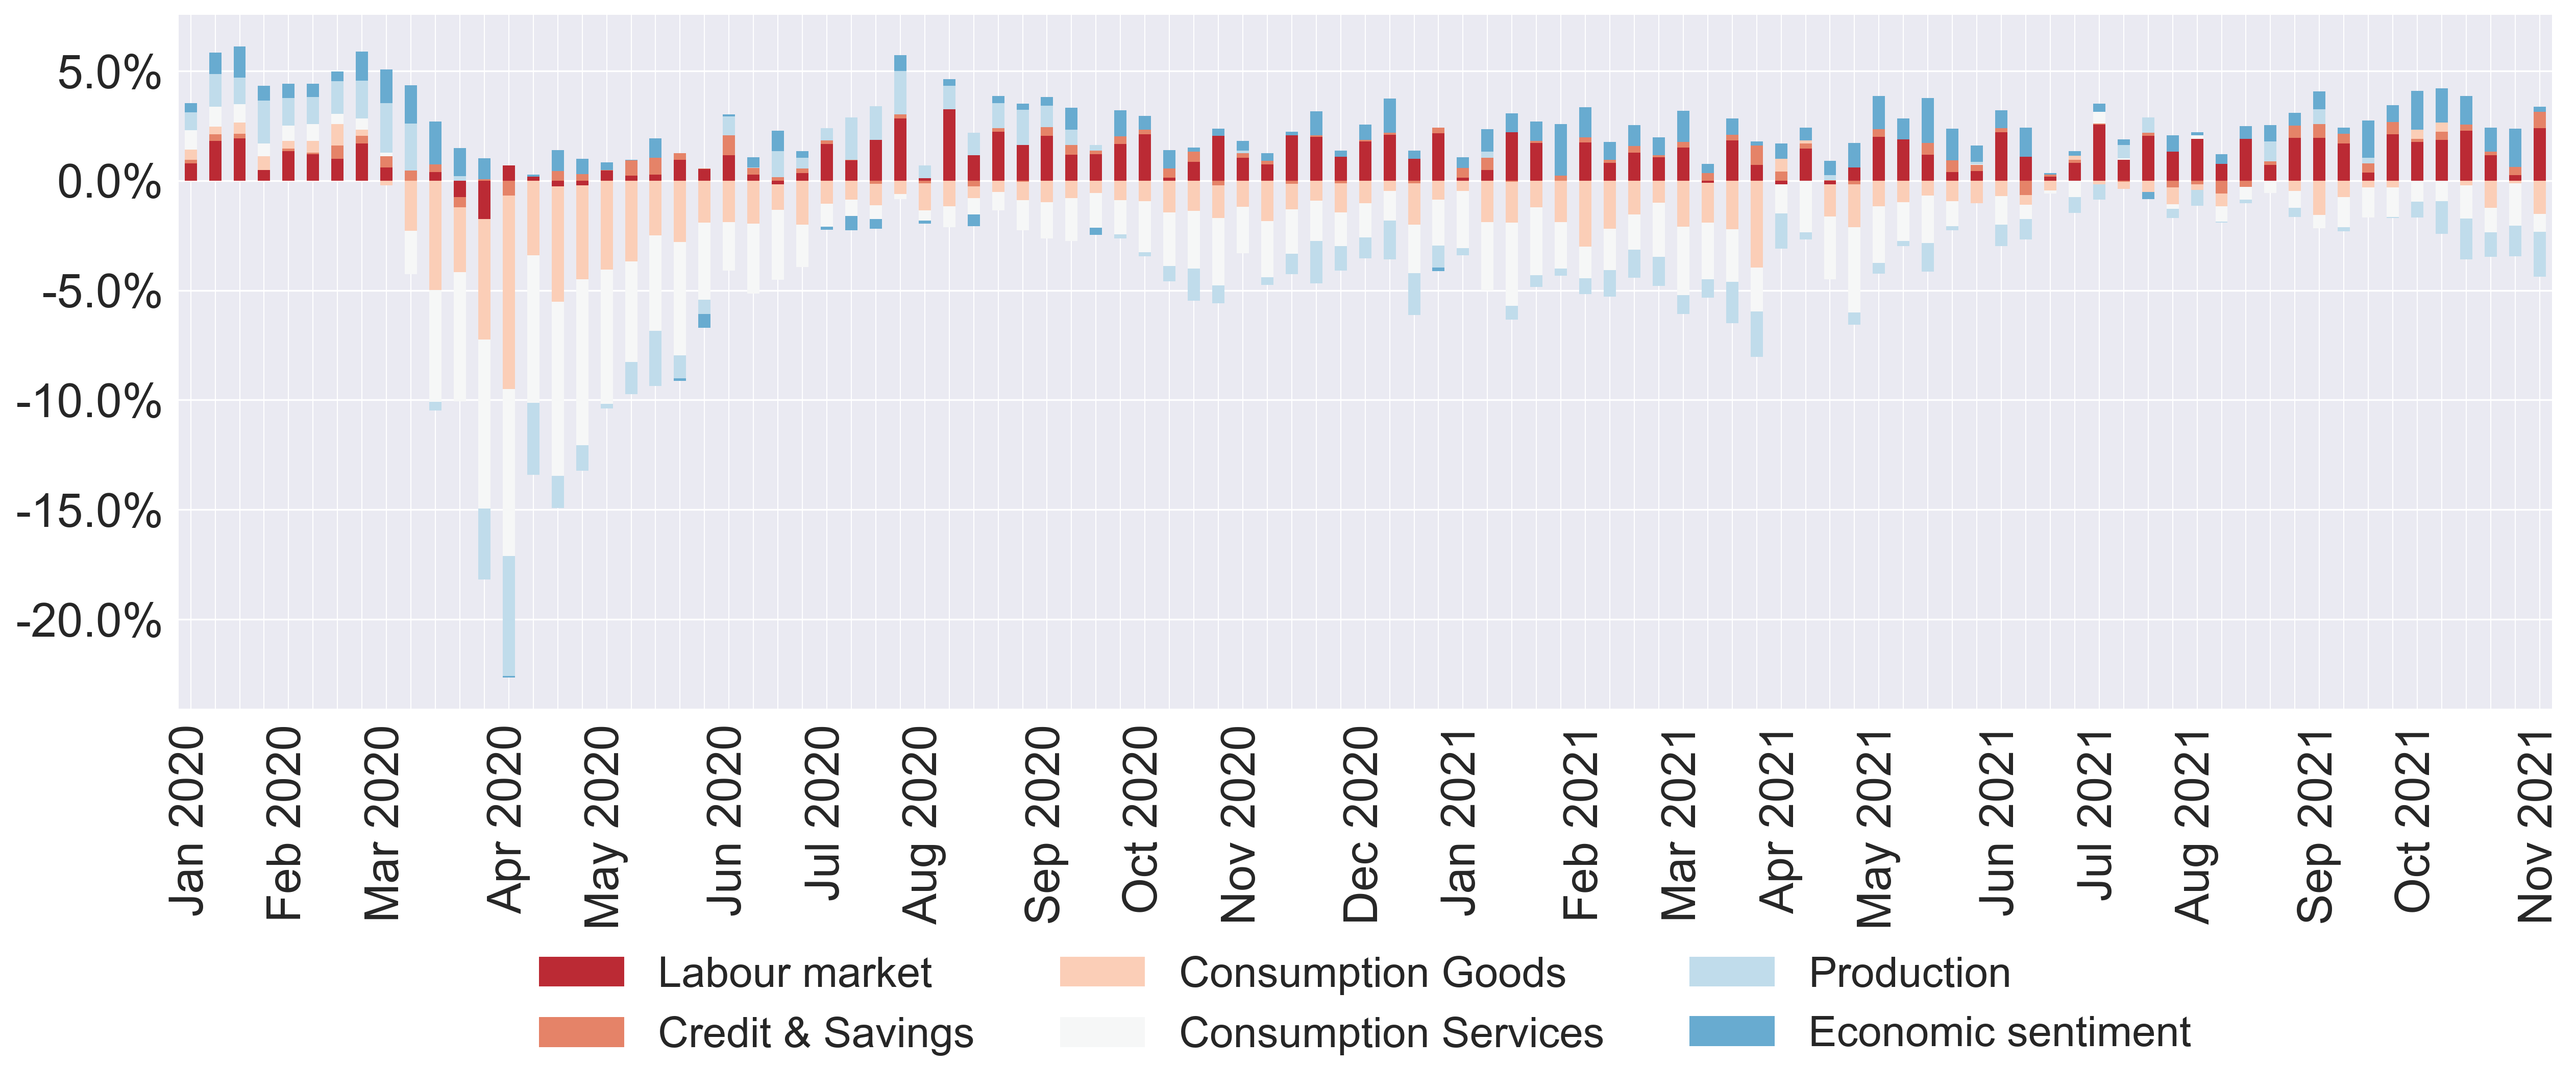 5.0%
0.0%
-5.0%
-10.0%
-15.0%
-20.0%
Jan 2020
Feb 2020
Mar 2020
Apr 2020
May 2020
Jun 2020
Jul 2020
Aug 2020
Sep 2020
Oct 2020
Nov 2020
Dec 2020
Jan 2021
Feb 2021
Mar 2021
Apr 2021
May 2021
Jun 2021
Jul 2021
Aug 2021
Sep 2021
Oct 2021
Nov 2021
Labour market
Consumption Goods
Production
Credit & Savings
Consumption Services
Economic sentiment